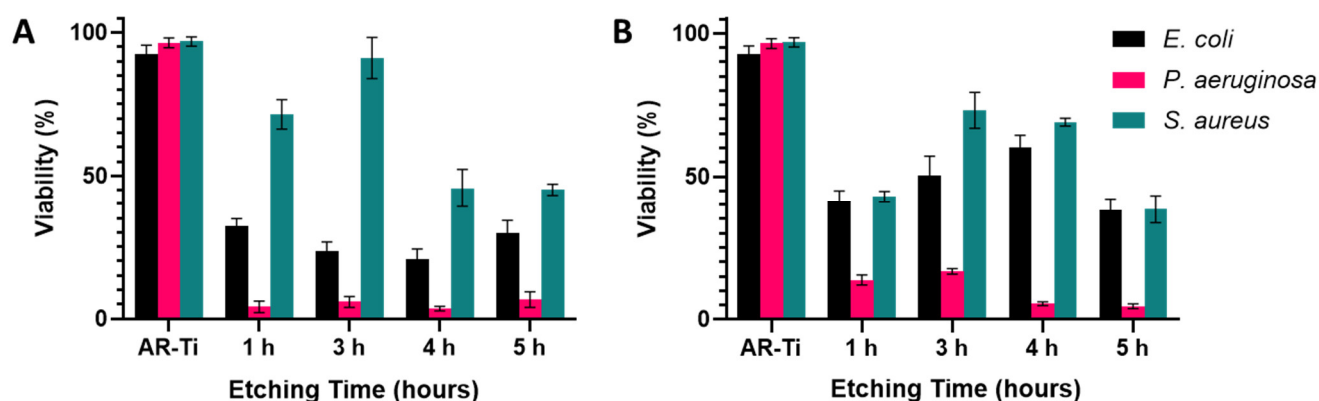 A
Viability (%)
100
50
0
AR-Ti 1 h 3 h 4 h 5 h
Etching Time (hours)
B
Viability (%)
100
50
0
AR-Ti 1 h 3 h 4 h 5 h
Etching Time (hours)
E. coli
P. aeruginosa
S. aureus